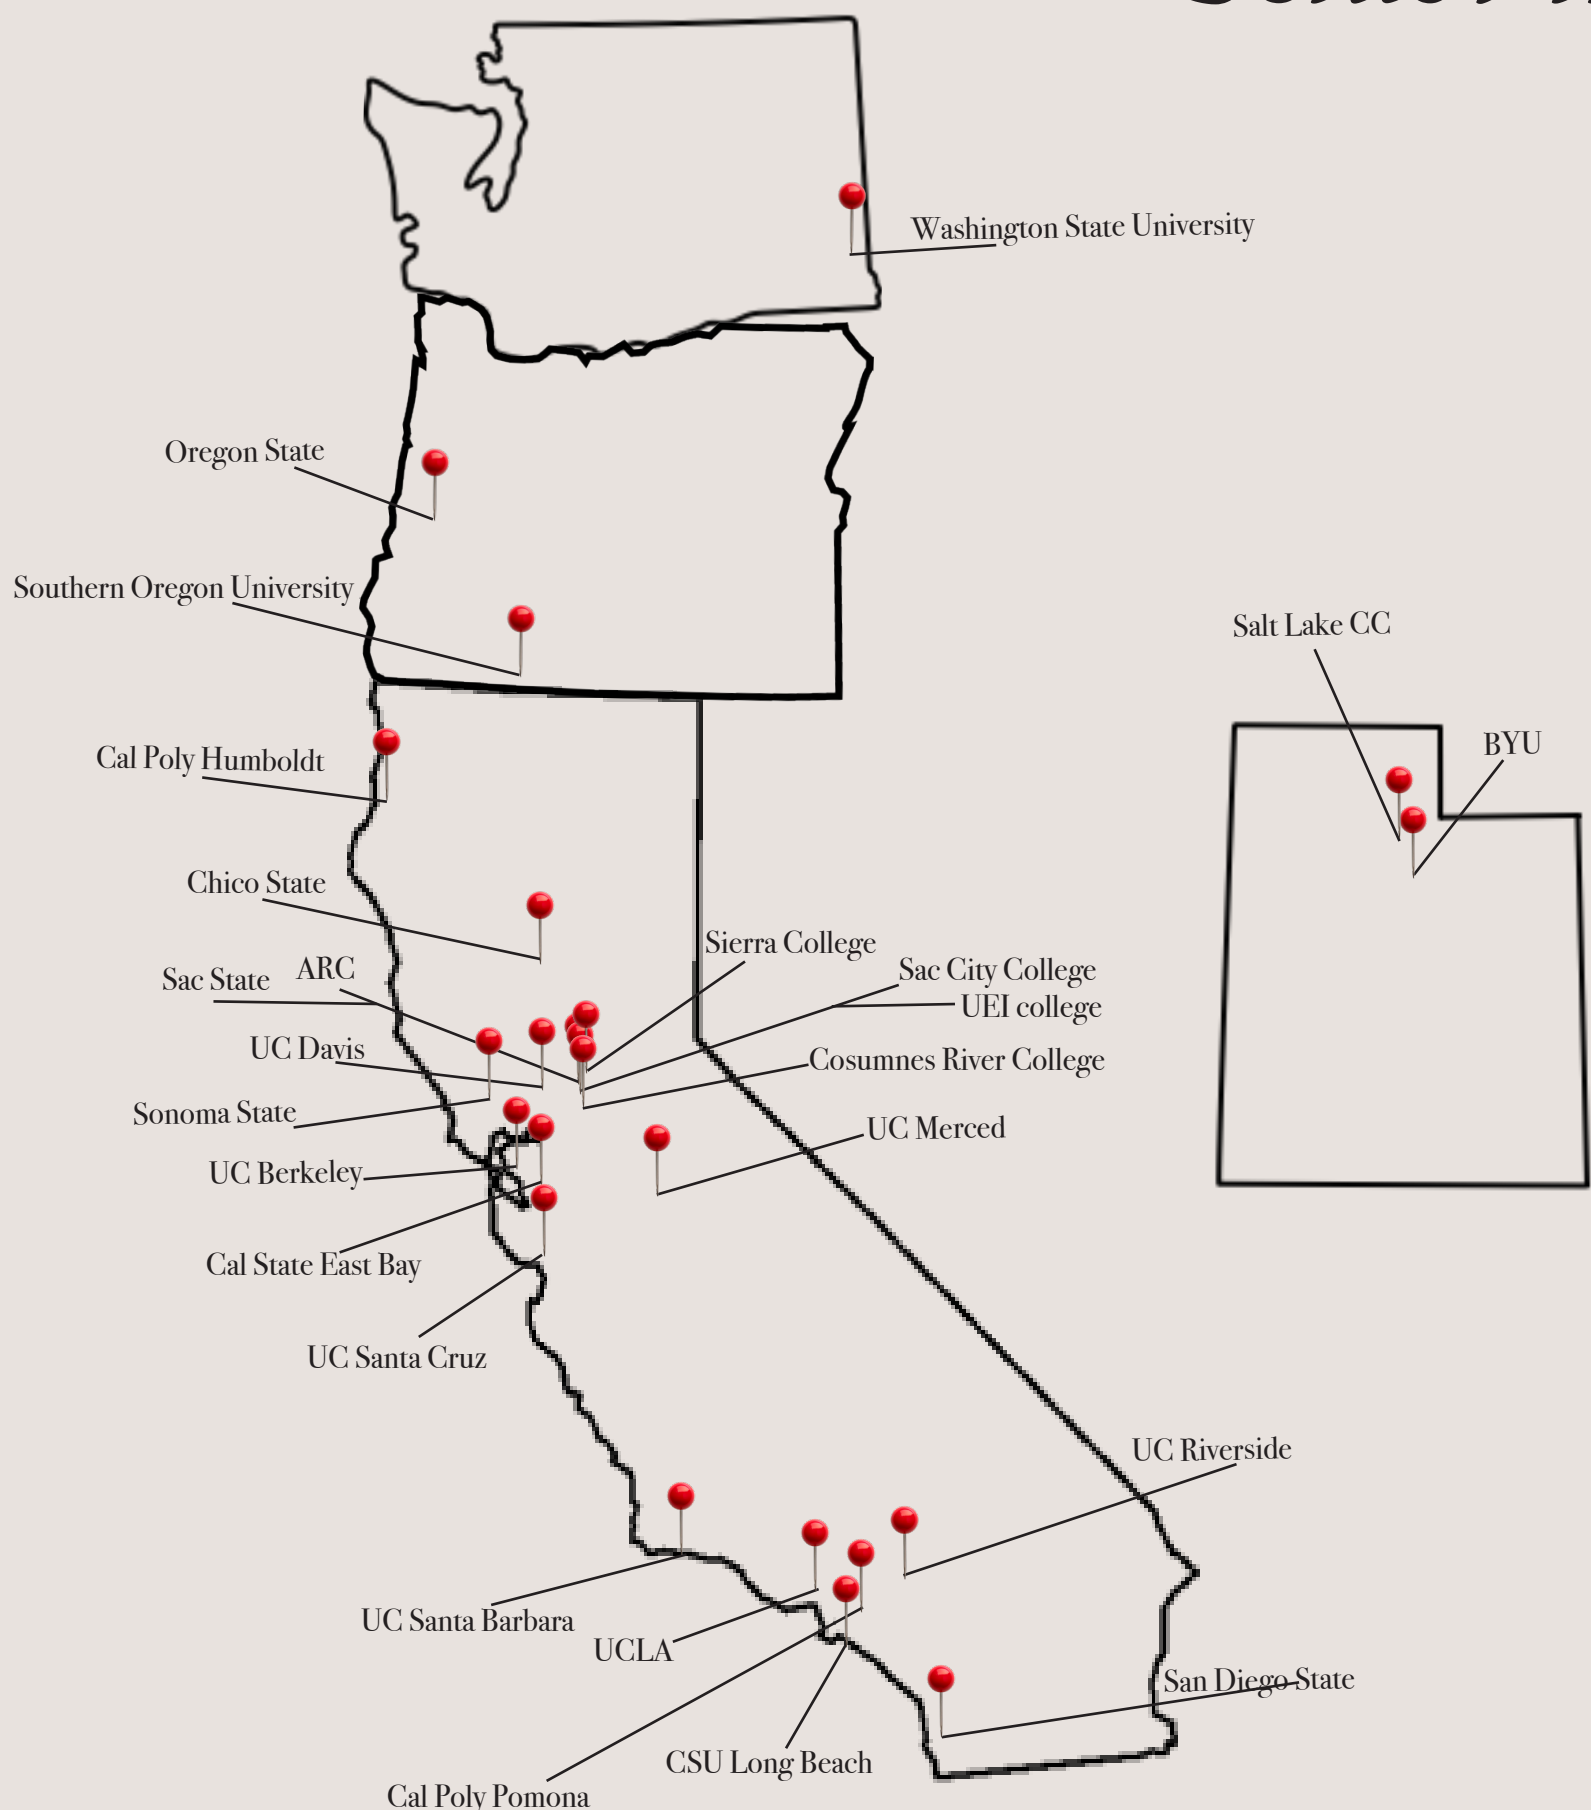 Washington State University
Oregon State
Southern Oregon University
Salt Lake CC
BYU
Cal Poly Humboldt
Chico State
Sierra College
ARC
Sac State
Sac City College
UEI college
UC Davis
Cosumnes River College
Sonoma State
UC Merced
UC Berkeley
Cal State East Bay
UC Santa Cruz
UC Riverside
UC Santa Barbara
UCLA
San Diego State
CSU Long Beach
Cal Poly Pomona